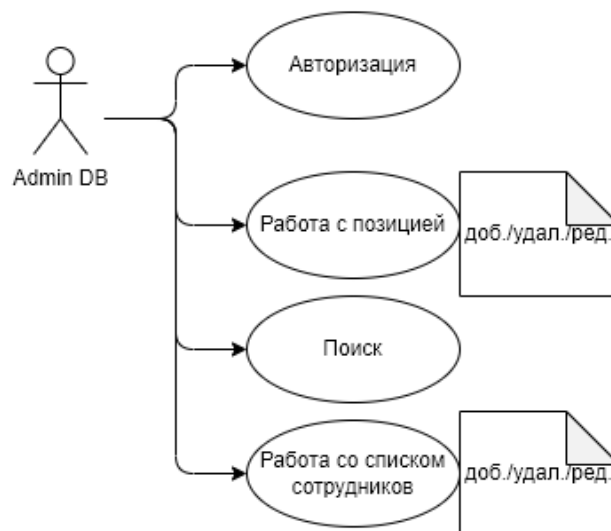 Авторизация
Admin DB
Работа с позицией
доб./удал./ред.
Поиск
Работа со списком
сотрудников
доб./удал./ред.